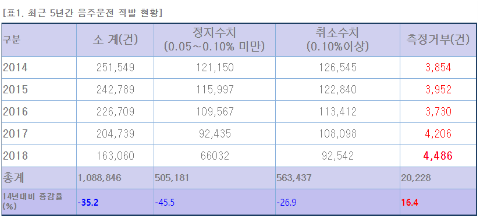 [표1. 최근 5년간 음주운전 적발 현황]
구분 소 계(건) 정지수치 (0.05~0.10% 미만) 취소수치 (0.10%이상) 측정거부(건)
2014 251,549 121,150 126,545 3,854
2015 242,789 115,997 122,840 3,952
2016 226,709 109,567 113,412 3,730
2017 204,739 92,435 108,098 4,206
2018 163,060 66032 92,542 4,486
총계 1,088,846 505,181 563,437 20,228
14년대비 증감율 (%) -35.2 -45.5 -26.9 16.4